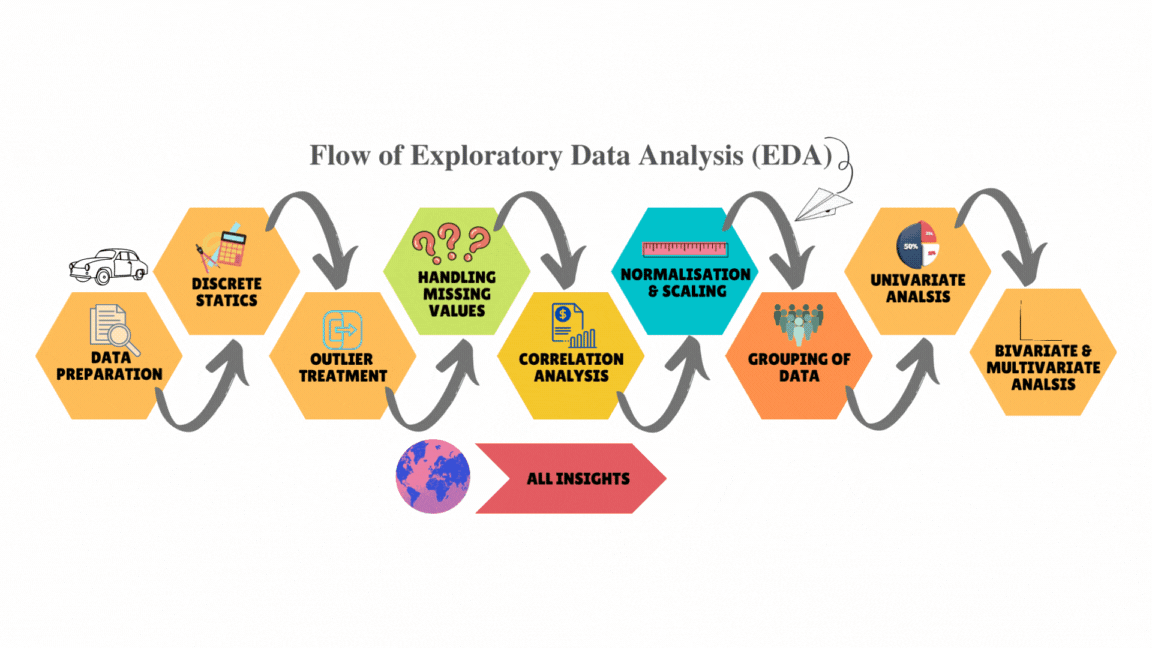 Flow of Exploratory Data Analysis (EDA)
DATA
PREPARATION
DISCRETE
STATICS
OUTLIER
TREATMENT
HANDLING
MISSING
VALUES
CORRELATION
ANALYSIS
NORMALISATION
& SCALING
GROUPING OF
DATA
50%
UNIVARIATE
ANALSIS
BIVARIATE &
MULTIVARIATE
ANALSIS
ALL INSIGHTS